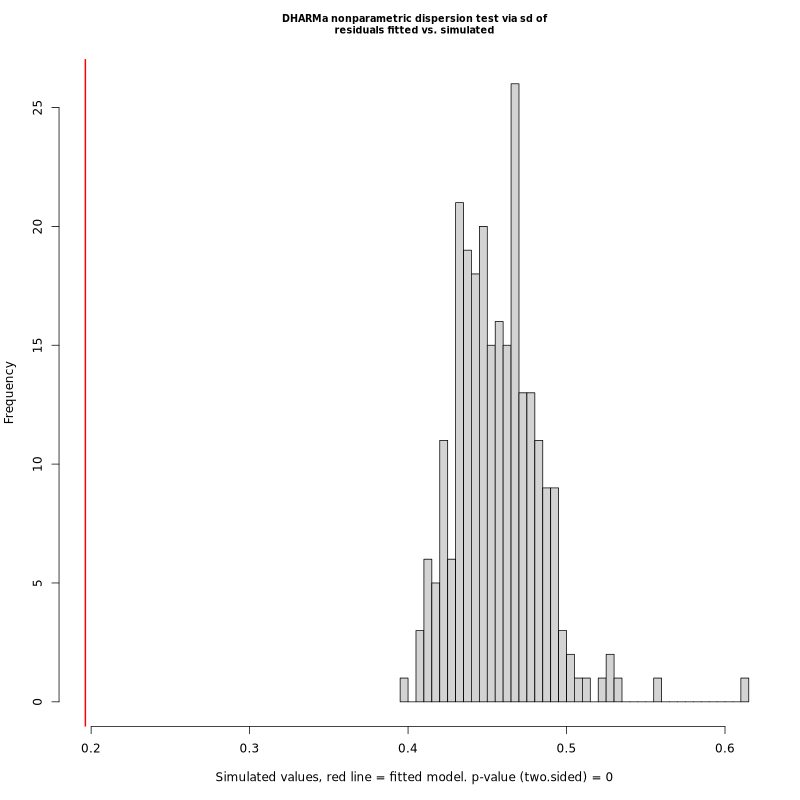 DHARMa nonparametric dispersion test via sd of
residuals fitted vs. simulated
Frequency
25
20
15
10
5
0
0.2 0.3 0.4 0.5 0.6
Simulated values, red line = fitted model. p-value (two.sided) = 0